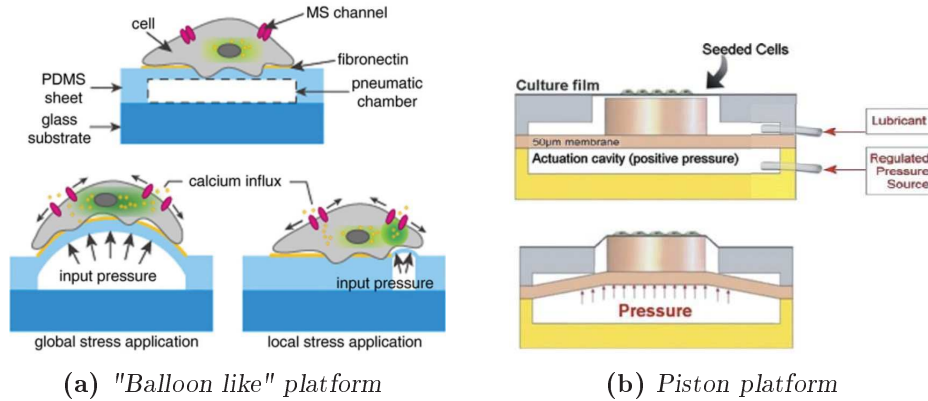 cell
MS channel
fibronectin
PDMS
sheet
pneumatic
chamber
glass
substrate
calcium influx
input pressure
input
pressure
global stress application
local stress application
(a) "Balloon like" platform
Seeded Cells
Culture film
Lubricant
50µm membrane
Actuation cavity (positive pressure)
Regulated
Pressure
Source
Pressure
(b) Piston platform